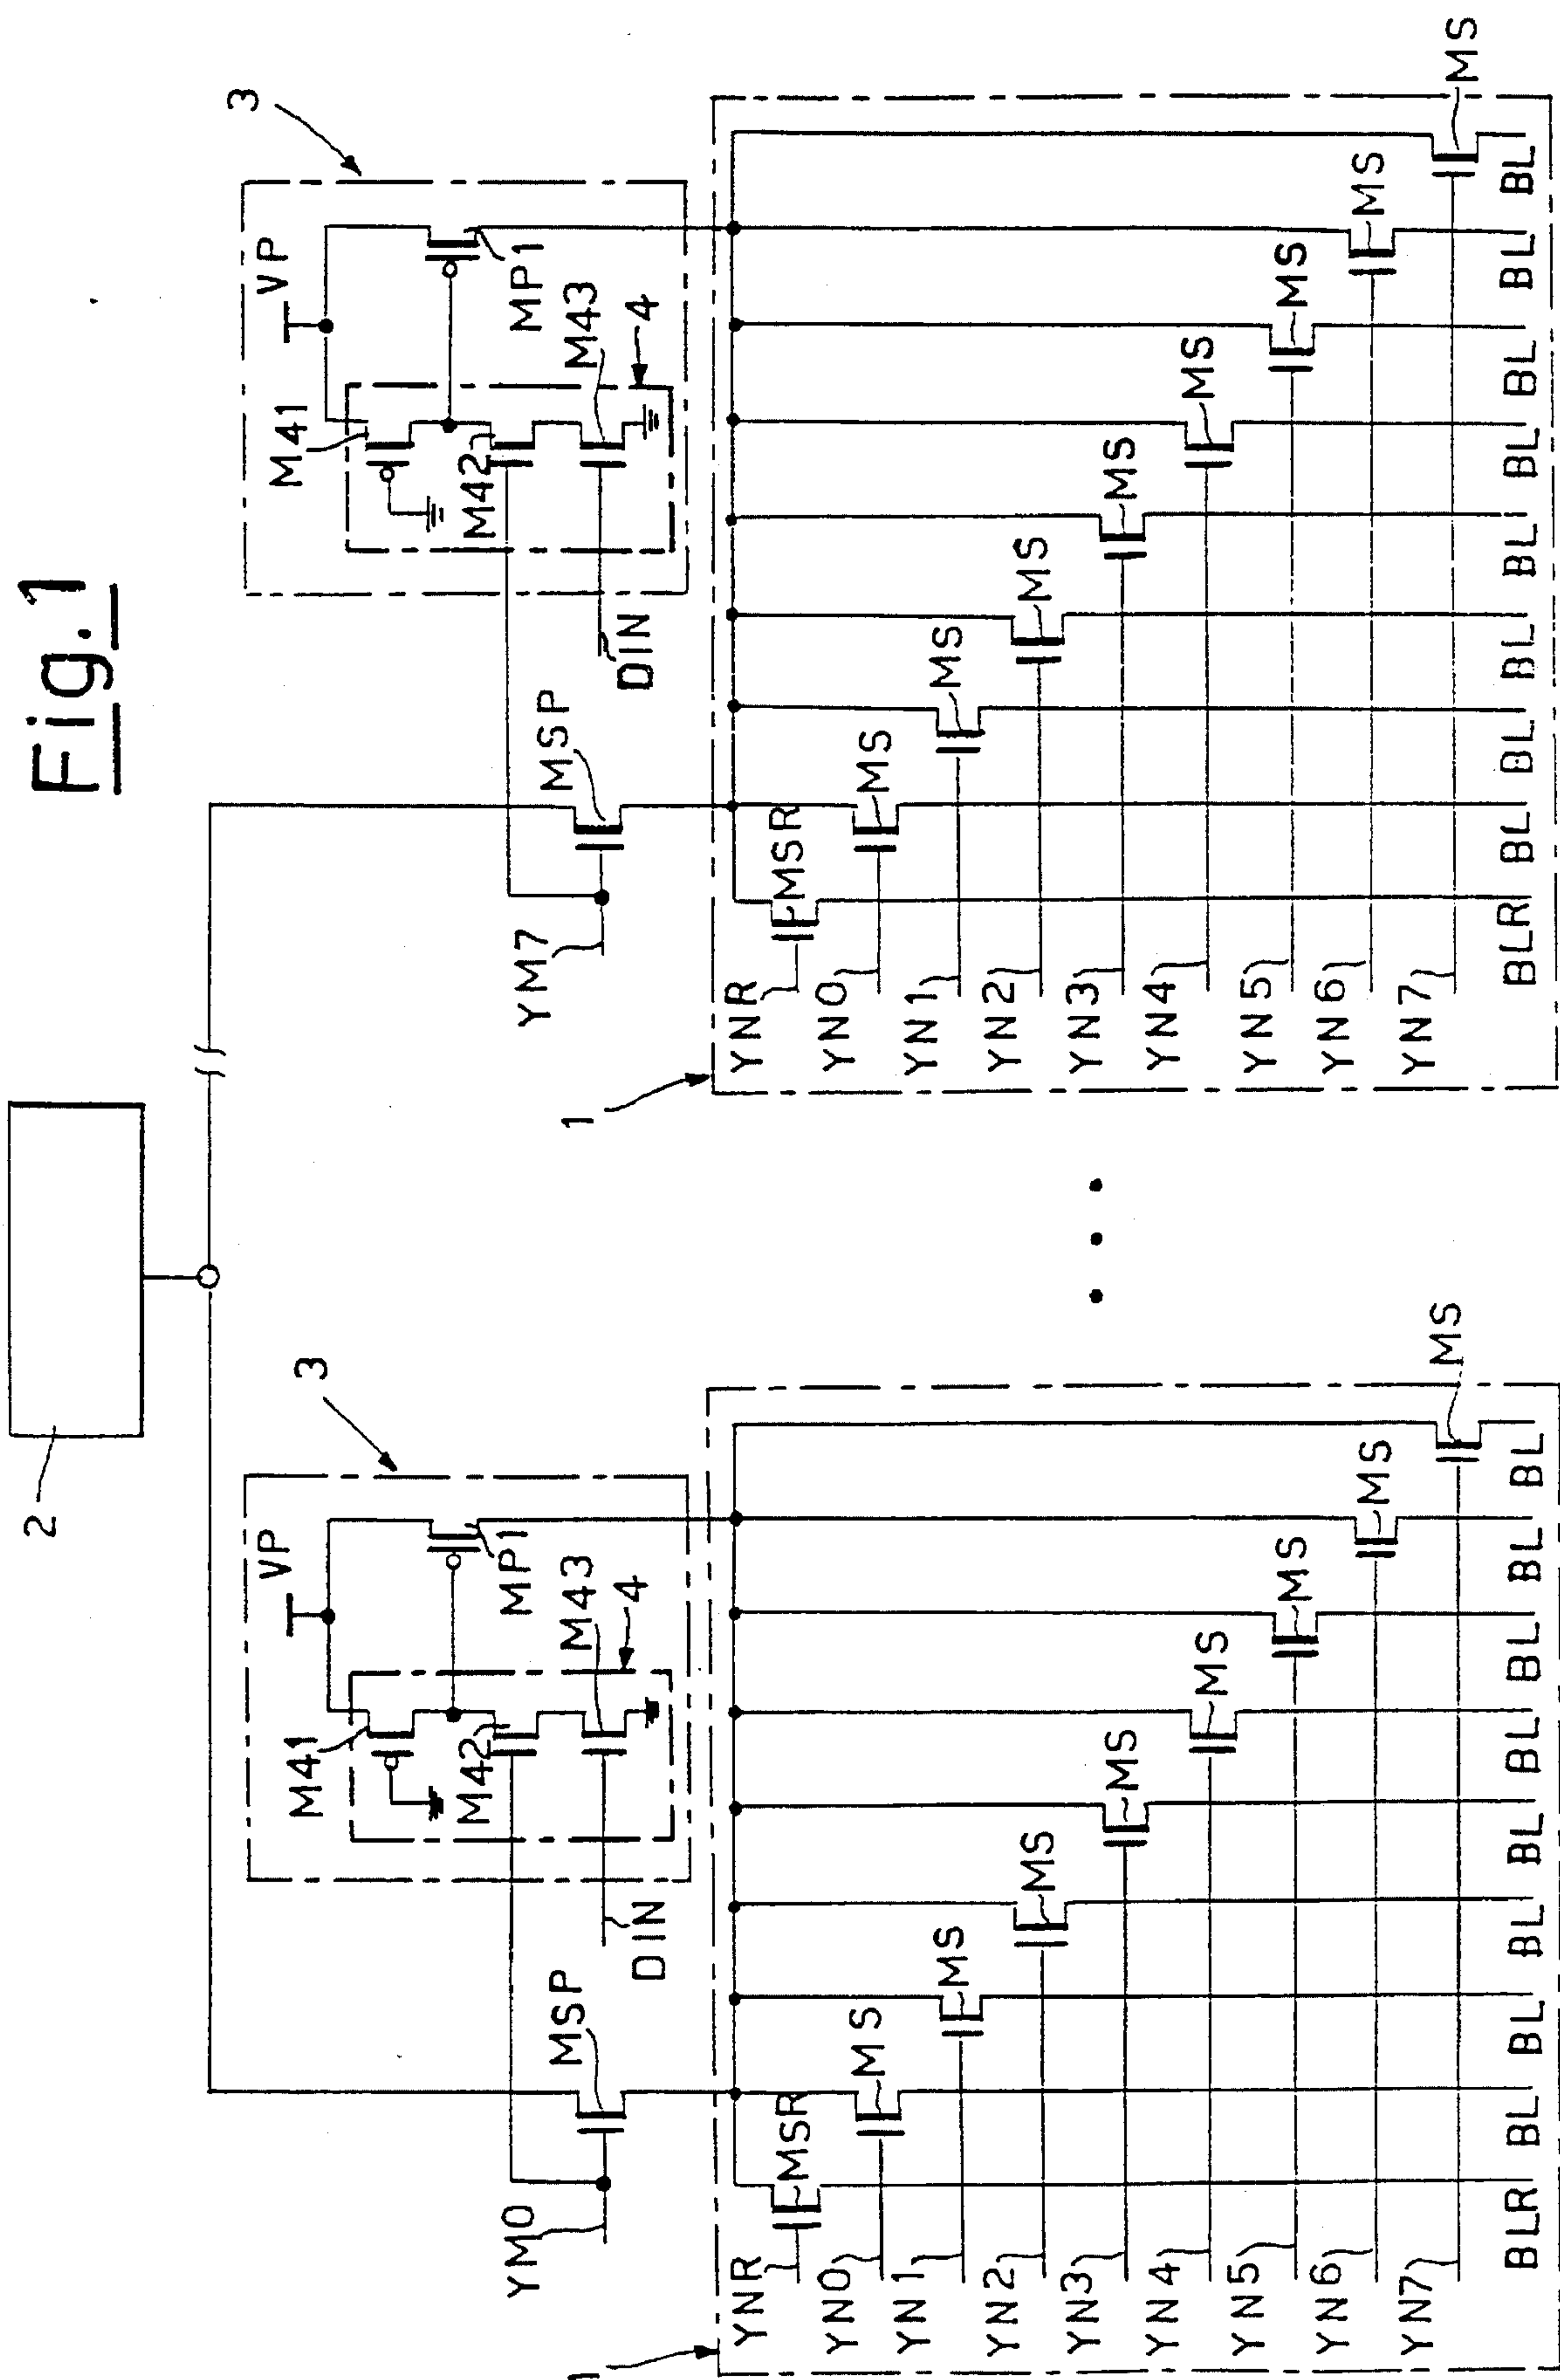 Fig.1
2
3
VP
M41
MP1
M42
M43
4
DIN
MSP
YM0
1
YNR
MSR
YN0
MS
YN1
MS
YN2
MS
YN3
MS
YN4
MS
YN5
MS
YN6
MS
YN7
MS
BLR BL BL BL BL BL BL BL BL
3
VP
M41
MP1
M42
M43
4
DIN
MSP
YM7
1
YNR
MSR
YN0
MS
YN1
MS
YN2
MS
YN3
MS
YN4
MS
YN5
MS
YN6
MS
YN7
MS
BLR BL BL BL BL BL BL BL BL